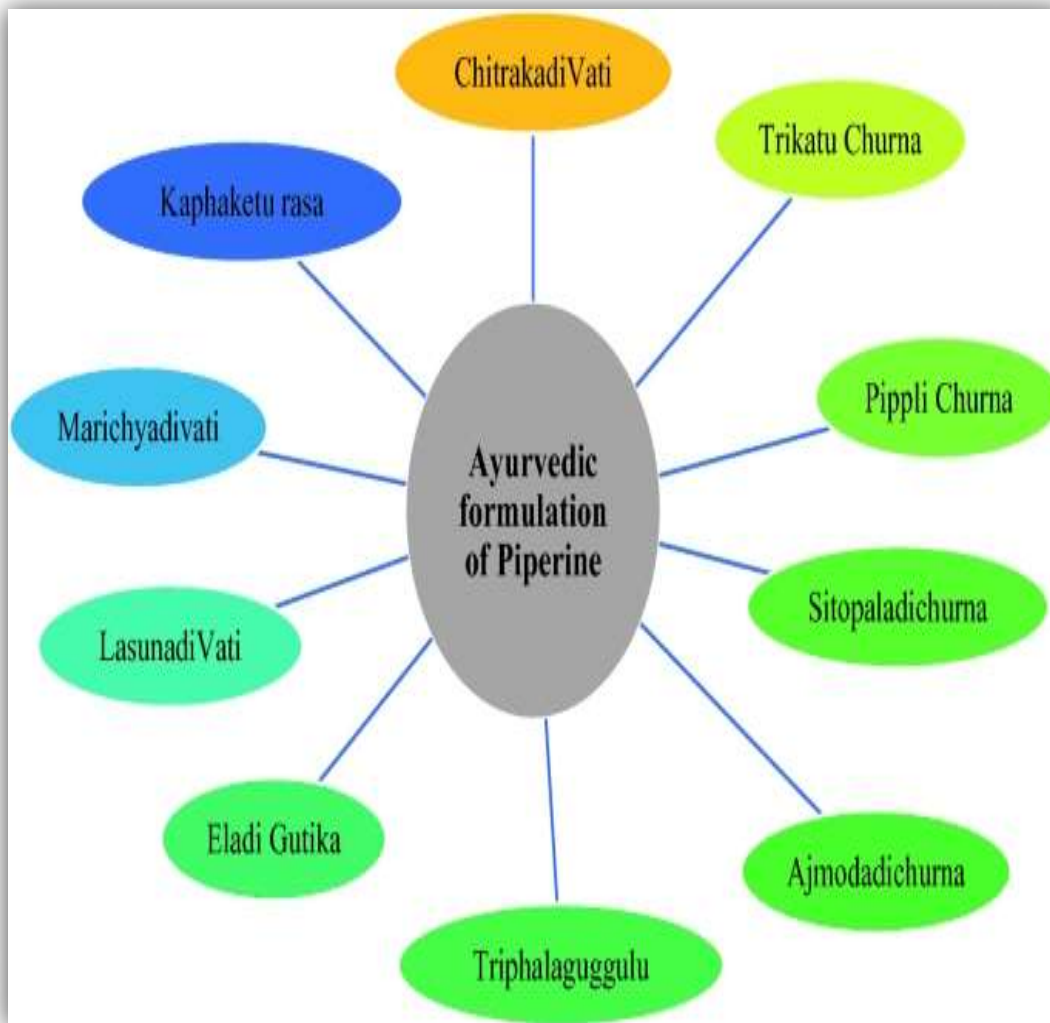 ChitrakadiVati
Trikatu Churna
Kaphaketu rasa
Pippli Churna
Marichyadivati
Ayurvedic
formulation
of Piperine
Sitopaladichurna
LasunadiVati
Eladi Gutika
Ajmodadichurna
Triphalaguggulu